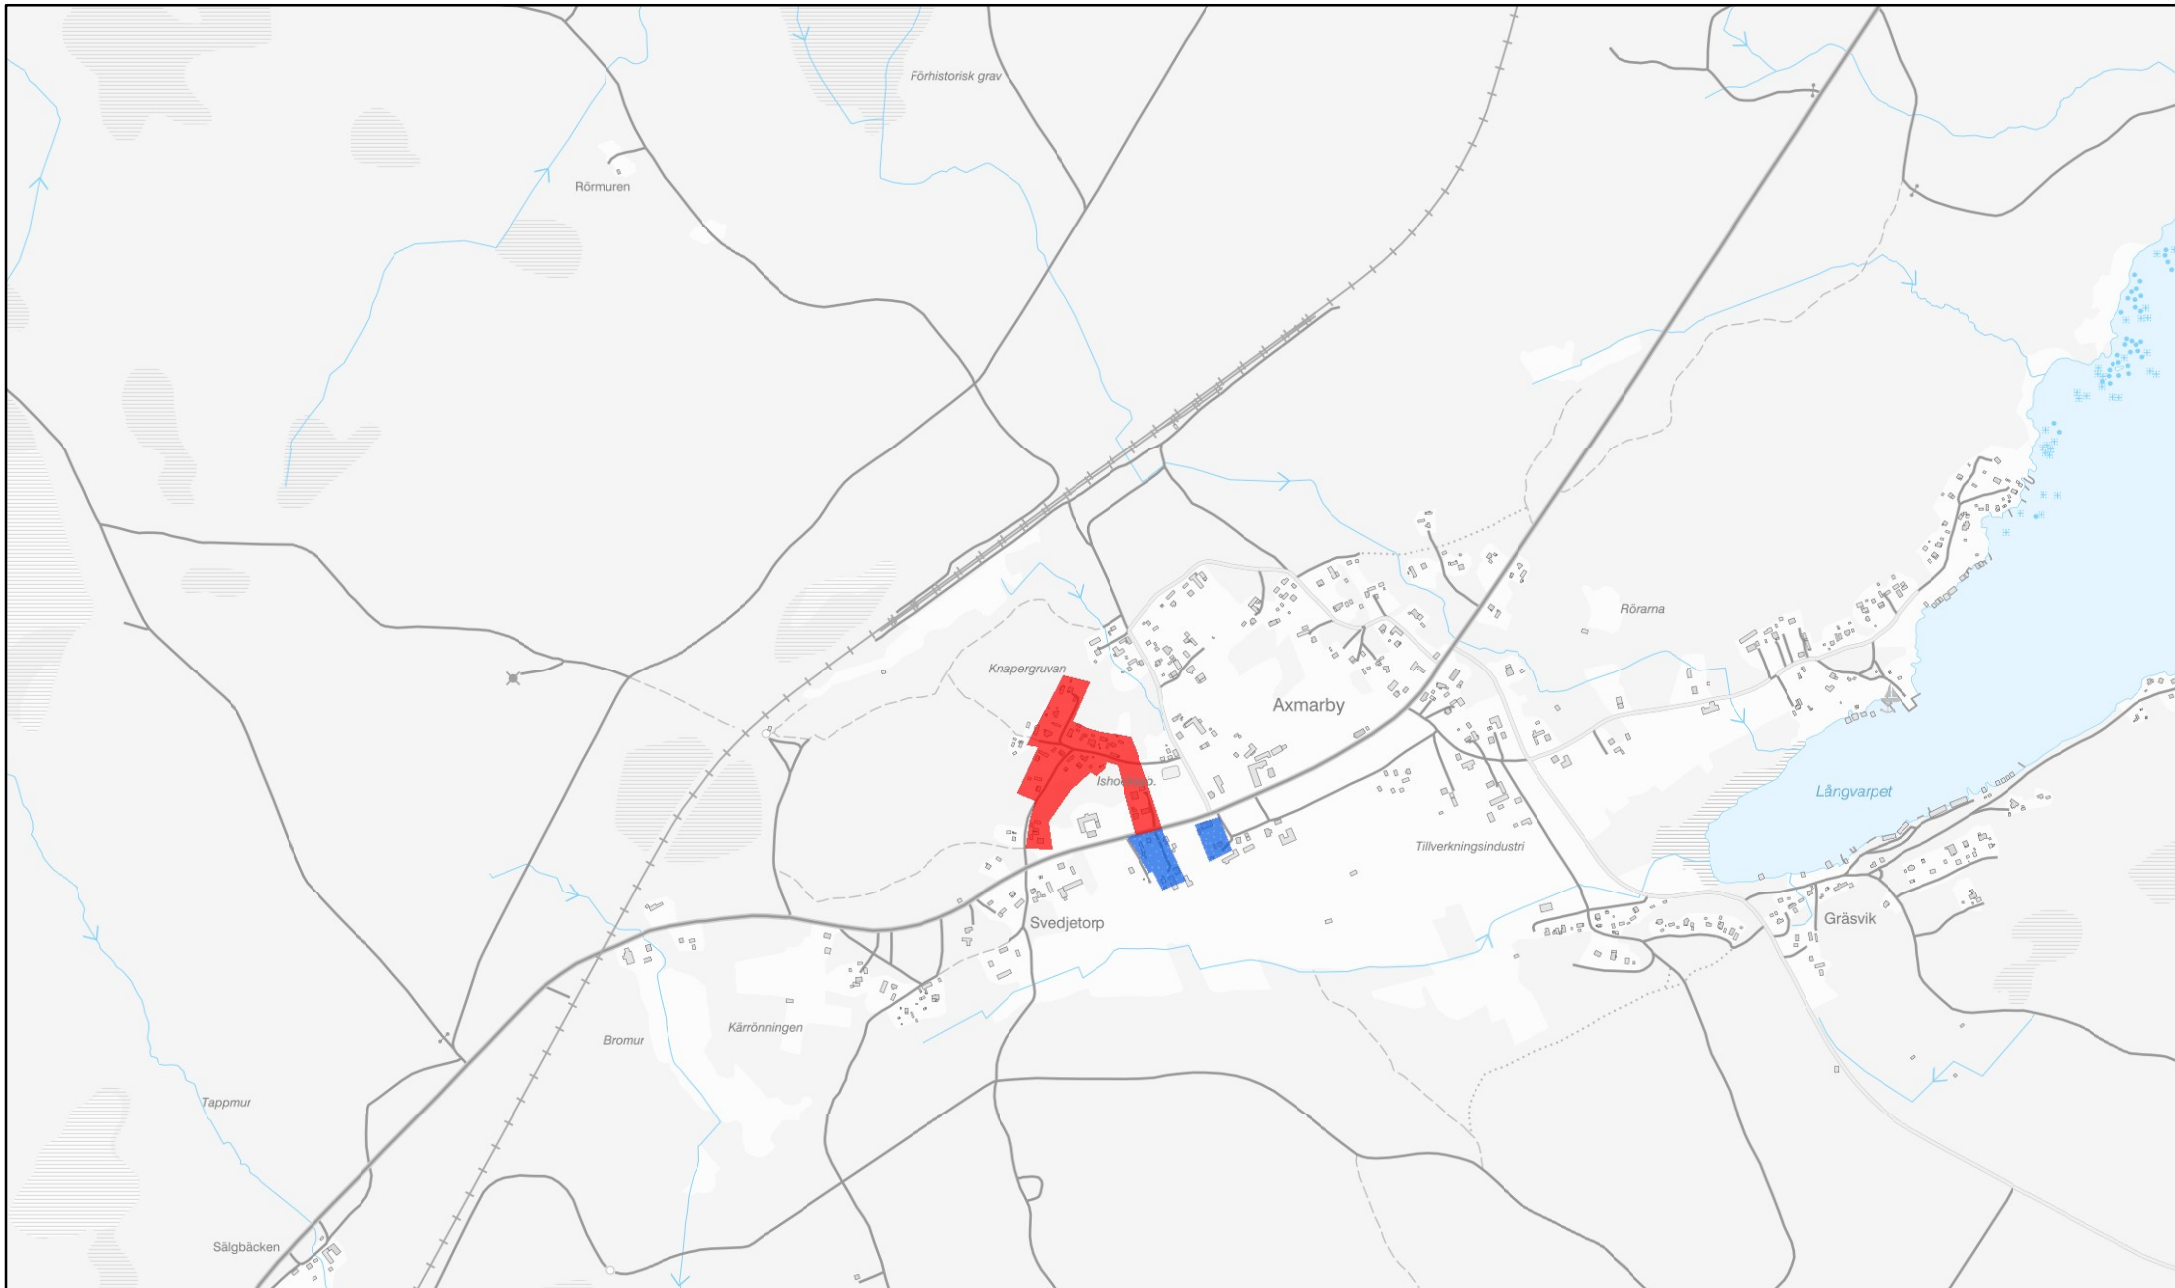 Förhistorisk grav
Rörmuren
Rörarna
Knapergruvan
Axmarby
Långvarpet
Tillverkningsindustri
Svedjetorp
Gräsvik
Kärrönningen
Bromur
Tappmur
Sälgbäcken